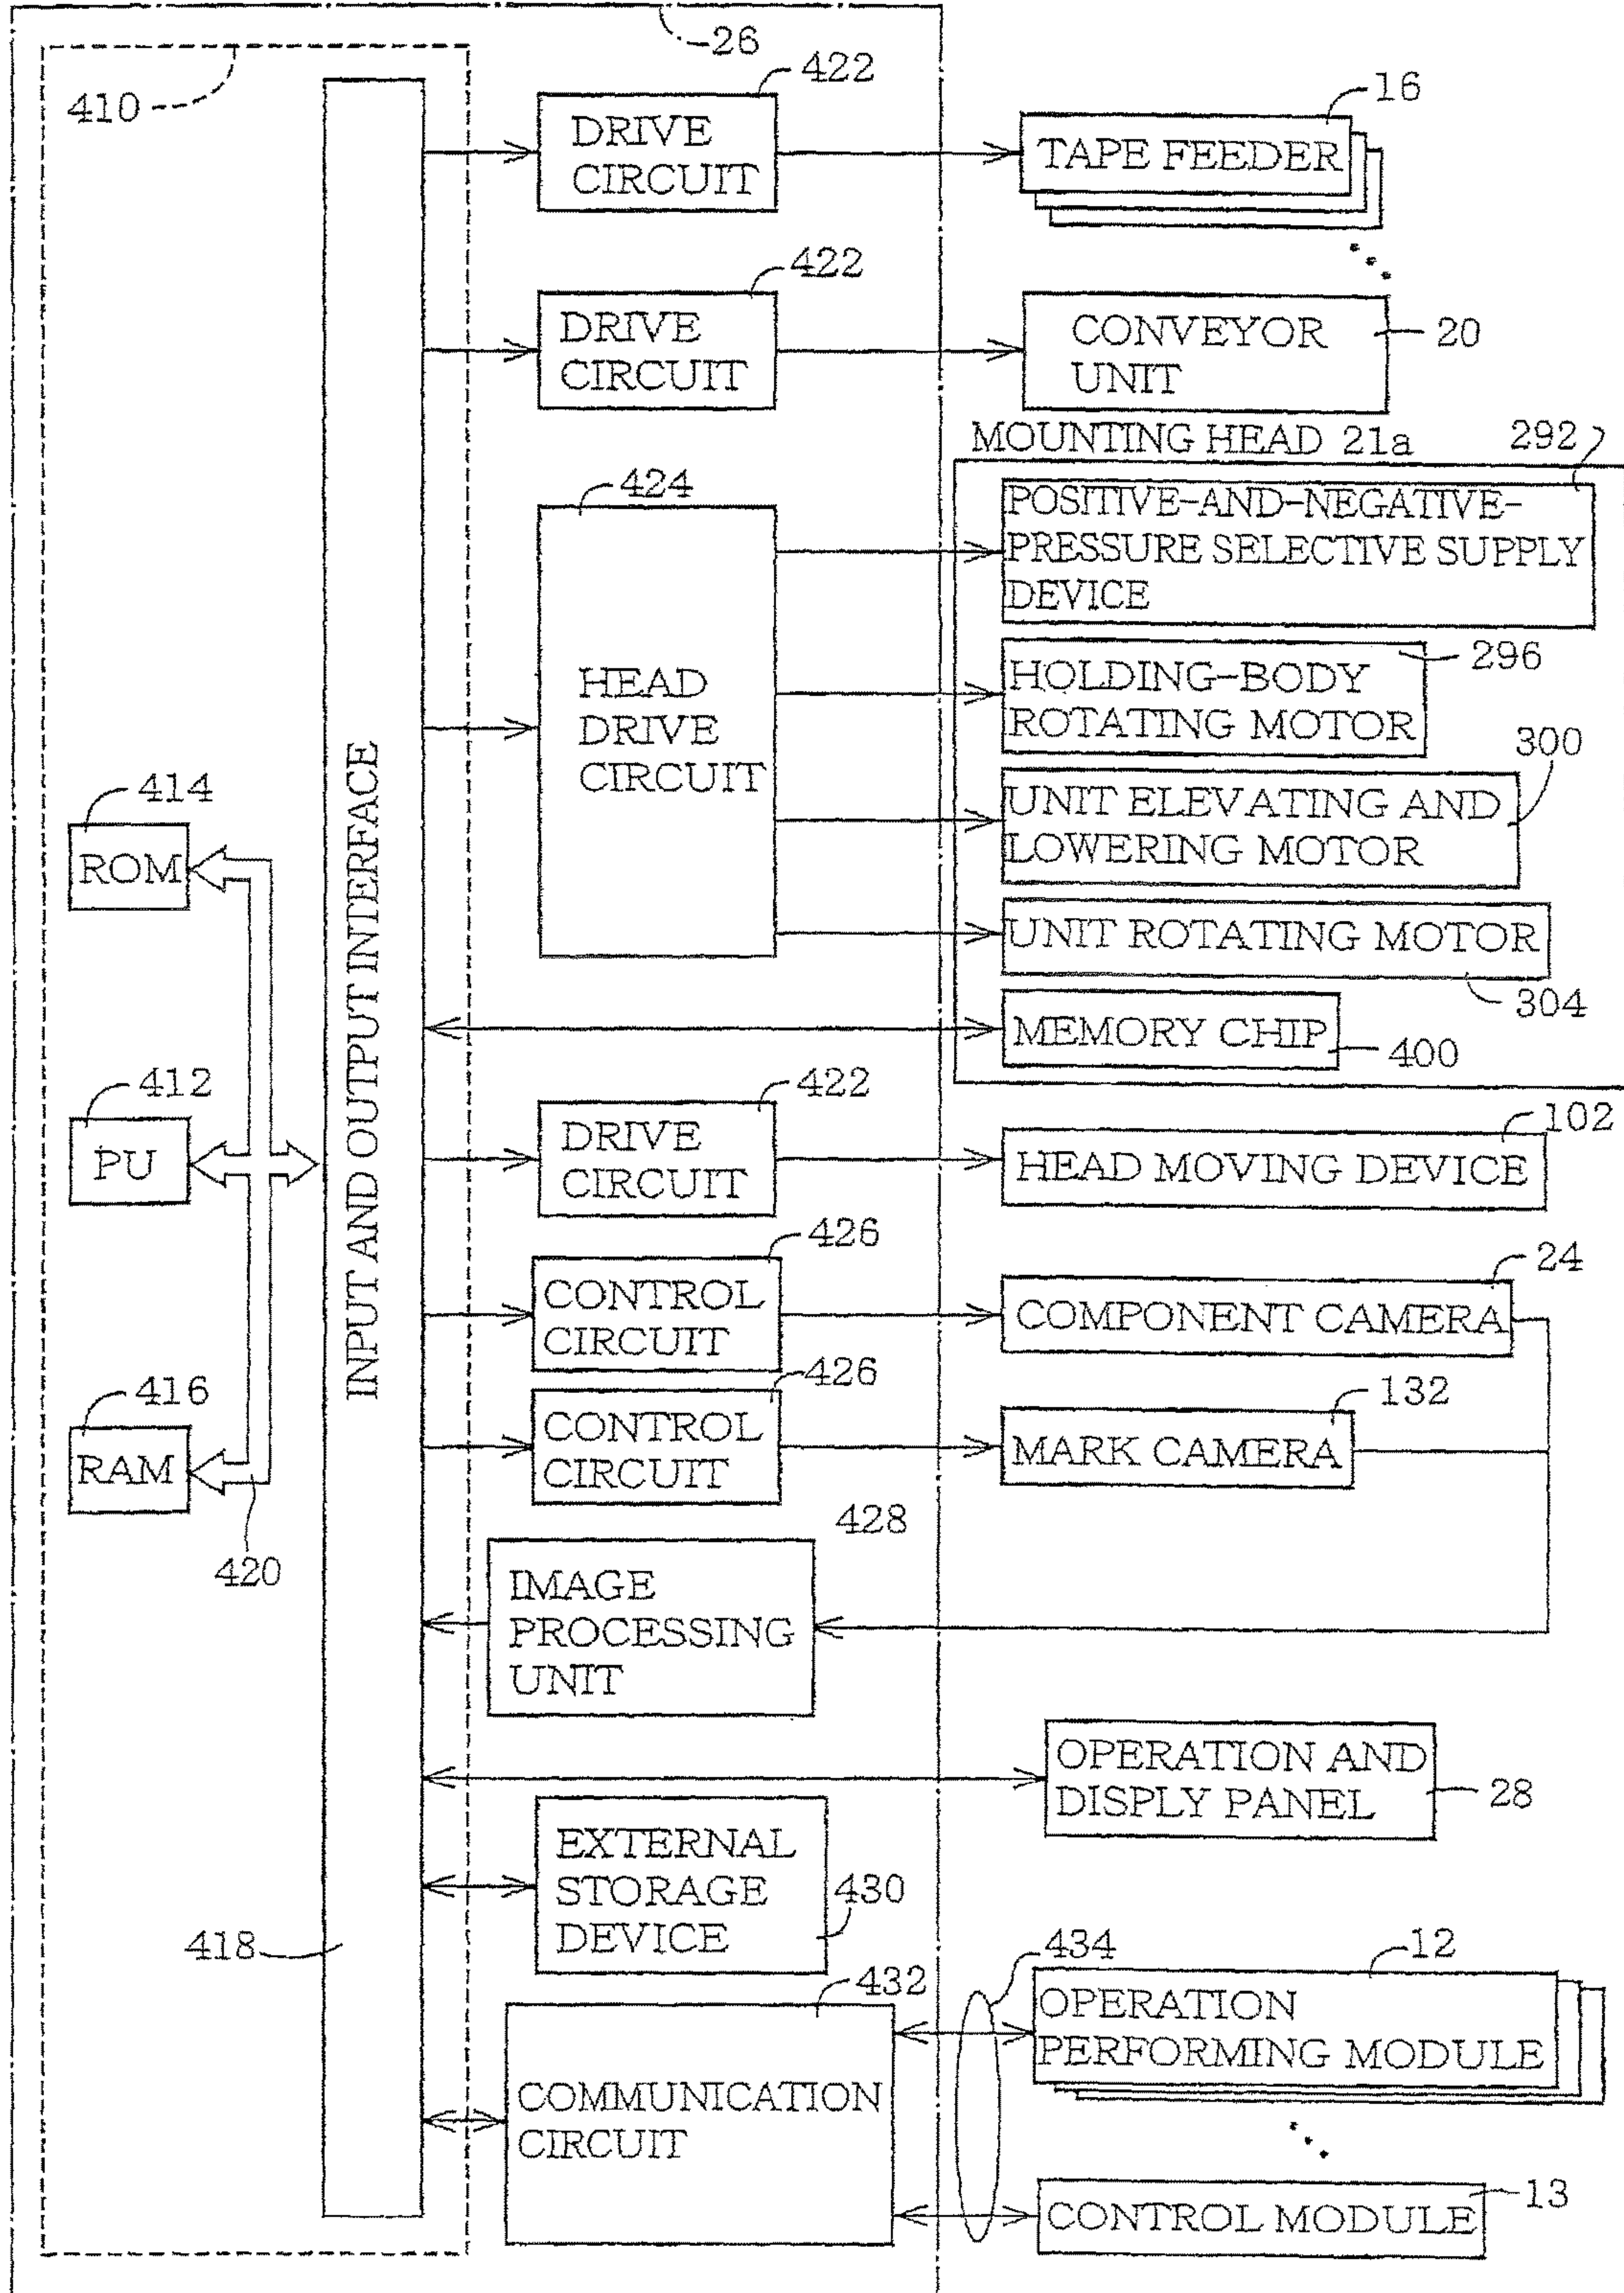 26
410
422
DRIVE
CIRCUIT
16
TAPE FEEDER
422
DRIVE
CIRCUIT
CONVEYOR
UNIT
20
MOUNTING HEAD 21a
292
424
HEAD
DRIVE
CIRCUIT
POSITIVE-AND-NEGATIVE-
PRESSURE SELECTIVE SUPPLY
DEVICE
HOLDING-BODY
ROTATING MOTOR
296
300
UNIT ELEVATING AND
LOWERING MOTOR
UNIT ROTATING MOTOR
304
MEMORY CHIP
400
INPUT AND OUTPUT INTERFACE
414
ROM
412
PU
416
RAM
420
418
422
DRIVE
CIRCUIT
102
HEAD MOVING DEVICE
426
CONTROL
CIRCUIT
24
COMPONENT CAMERA
426
CONTROL
CIRCUIT
132
MARK CAMERA
428
IMAGE
PROCESSING
UNIT
OPERATION AND
DISPLY PANEL
28
EXTERNAL
STORAGE
DEVICE
430
432
COMMUNICATION
CIRCUIT
434
12
OPERATION
PERFORMING MODULE
CONTROL MODULE
13